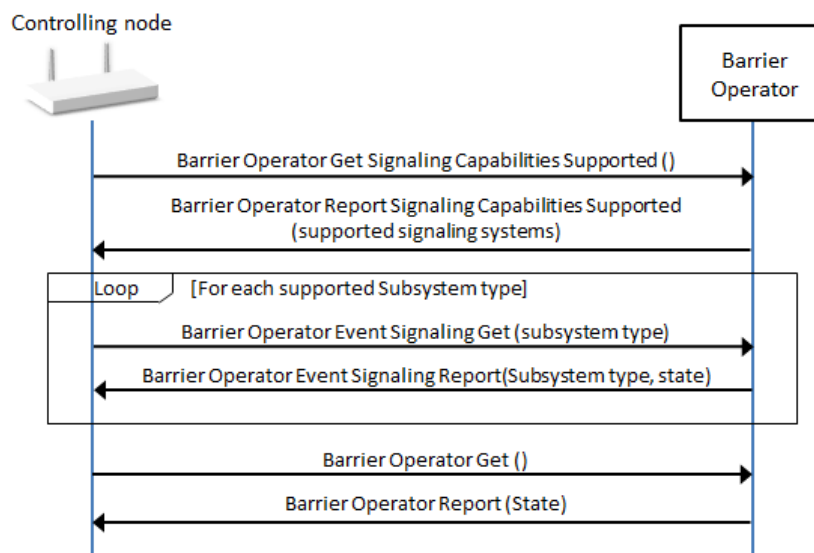 Controlling node
Barrier
Operator
Barrier Operator Get Signaling Capabilities Supported ()
Barrier Operator Report Signaling Capabilities Supported
(supported signaling systems)
Loop
[For each supported Subsystem type]
Barrier Operator Event Signaling Get (subsystem type)
Barrier Operator Event Signaling Report(Subsystem type, state)
Barrier Operator Get ()
Barrier Operator Report (State)